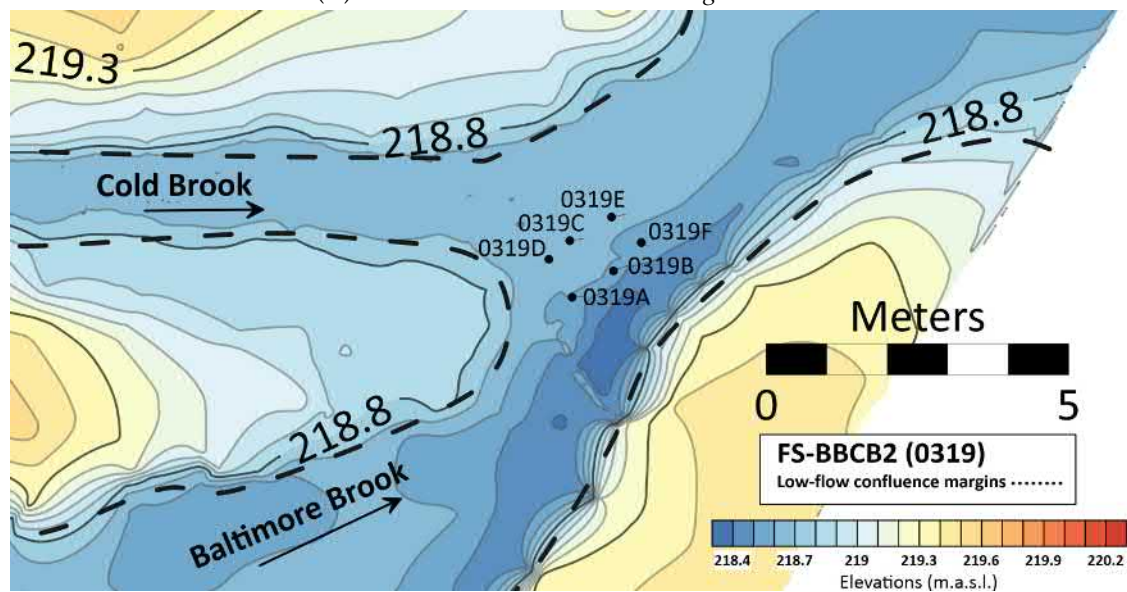 219.3
218.8
218.8
Cold Brook
0319E
0319C
0319F
0319D
0319B
0319A
Meters
0 5
218.8
FS-BBCB2 (0319)
Low-flow confluence margins
Baltimore Brook
218.4 218.7 219 219.3 219.6 219.9 220.2
Elevations (m.a.s.l.)